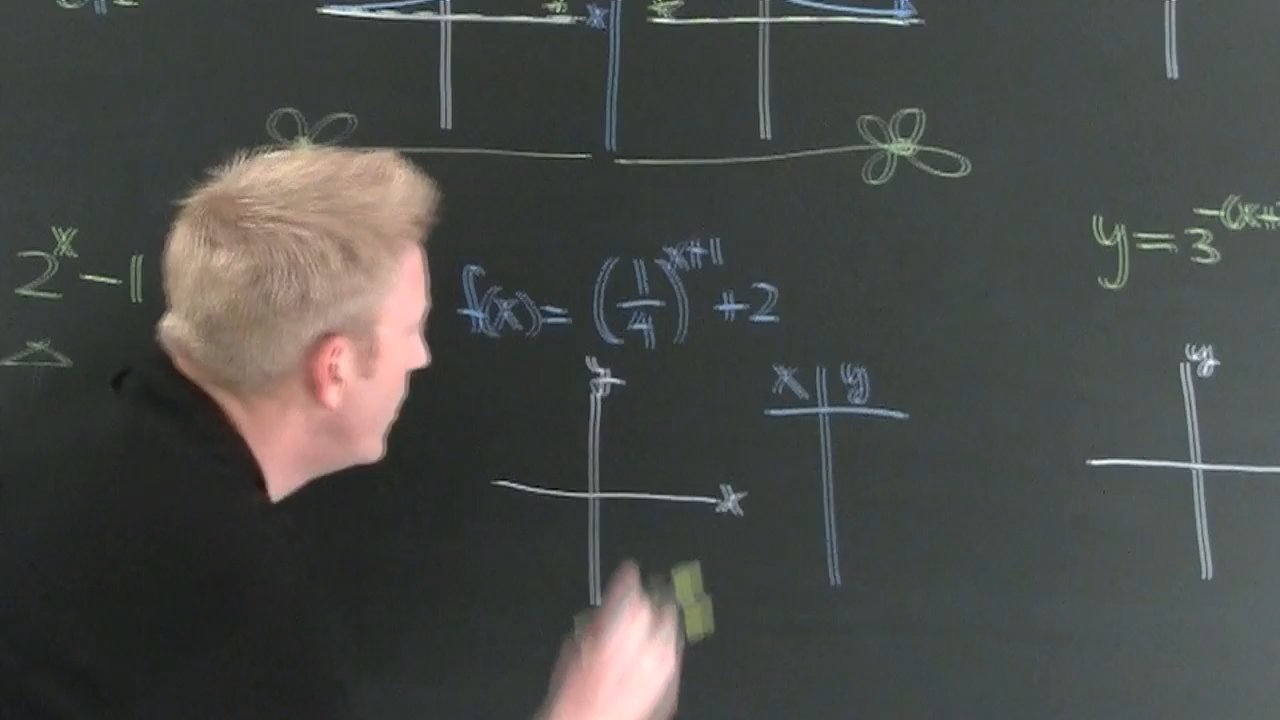 x
2^x - 1
f(x) = (1/4)^{x+1} + 2
y
x
x y
y = 3^{-(x+
y